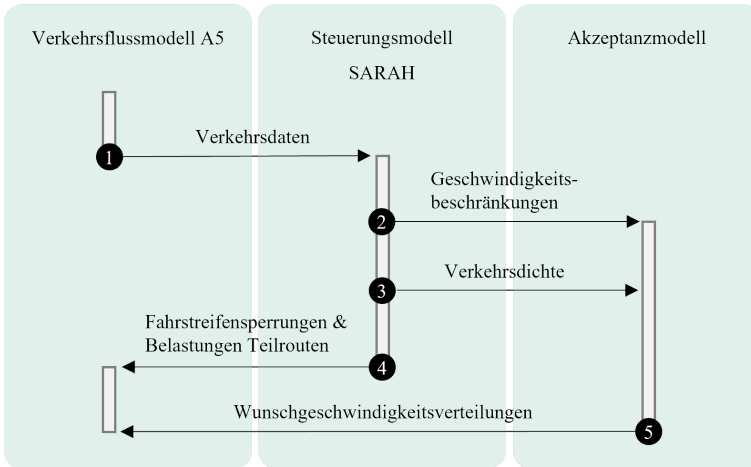 Verkehrsflussmodell A5
Steuerungsmodell
SARAH
Akzeptanzmodell
Verkehrsdaten
1
Geschwindigkeits-
beschränkungen
2
Verkehrsdichte
3
Fahrstreifensperrungen &
Belastungen Teilrouten
4
Wunschgeschwindigkeitsverteilungen
5